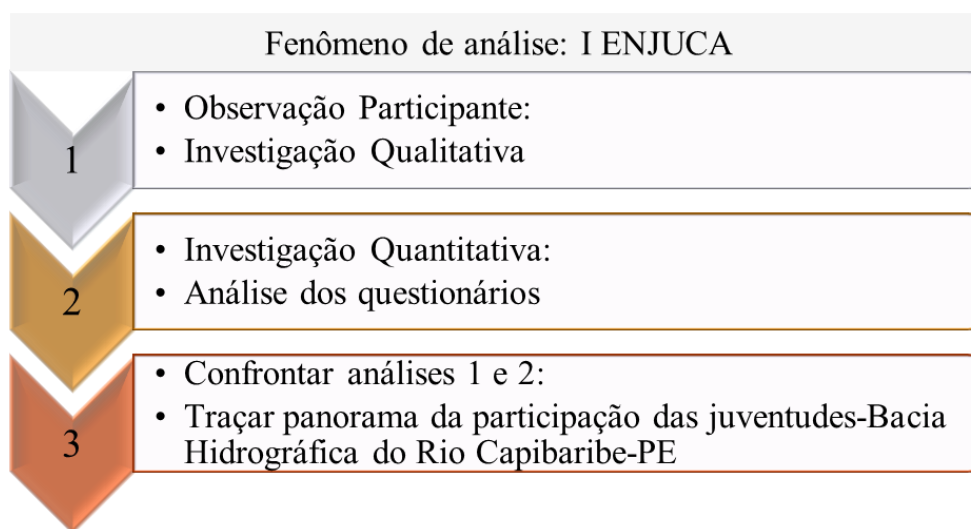 Fenômeno de análise: I ENJUCA
1
• Observação Participante:
• Investigação Qualitativa
2
• Investigação Quantitativa:
• Análise dos questionários
3
• Confrontar análises 1 e 2:
• Traçar panorama da participação das juventudes-Bacia
Hidrográfica do Rio Capibaribe-PE